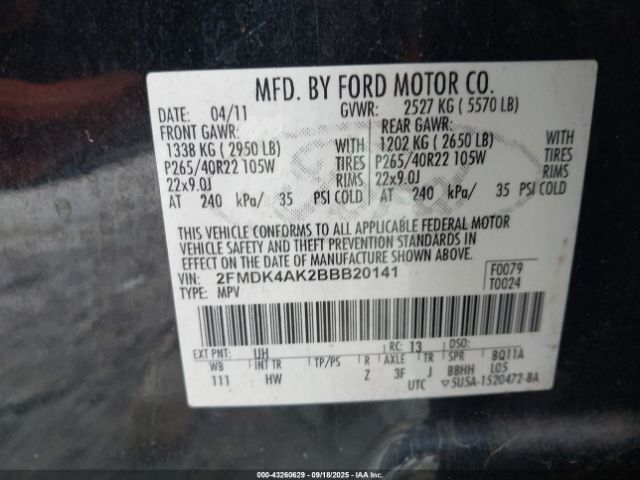 MFD. BY FORD MOTOR CO.
DATE: 04/11 GVWR: 2527 KG ( 5570 LB)
FRONT GAWR: REAR GAWR:
1338 KG ( 2950 LB) WITH 1202 KG ( 2650 LB) WITH
P265/40R22 105W TIRES P265/40R22 105W TIRES
22x9.0J RIMS 22x9.0J RIMS
AT 240 kPa/ 35 PSI COLD AT 240 kPa/ 35 PSI COLD
THIS VEHICLE CONFORMS TO ALL APPLICABLE FEDERAL MOTOR
VEHICLE SAFETY AND THEFT PREVENTION STANDARDS IN
EFFECT ON THE DATE OF MANUFACTURE SHOWN ABOVE.
VIN: 2FMDK4AK2BBB20141 F0079
TYPE: MPV T0024
EXT PNT: UH RC: 13 DSO:
WB INT TR TP/PS R AXLE TR SPR BQ11A
111 HW Z 3F J BBHH L05
UTC 5U5A-1520472-BA
000-43260629 - 09/18/2025 - IAAI.COM